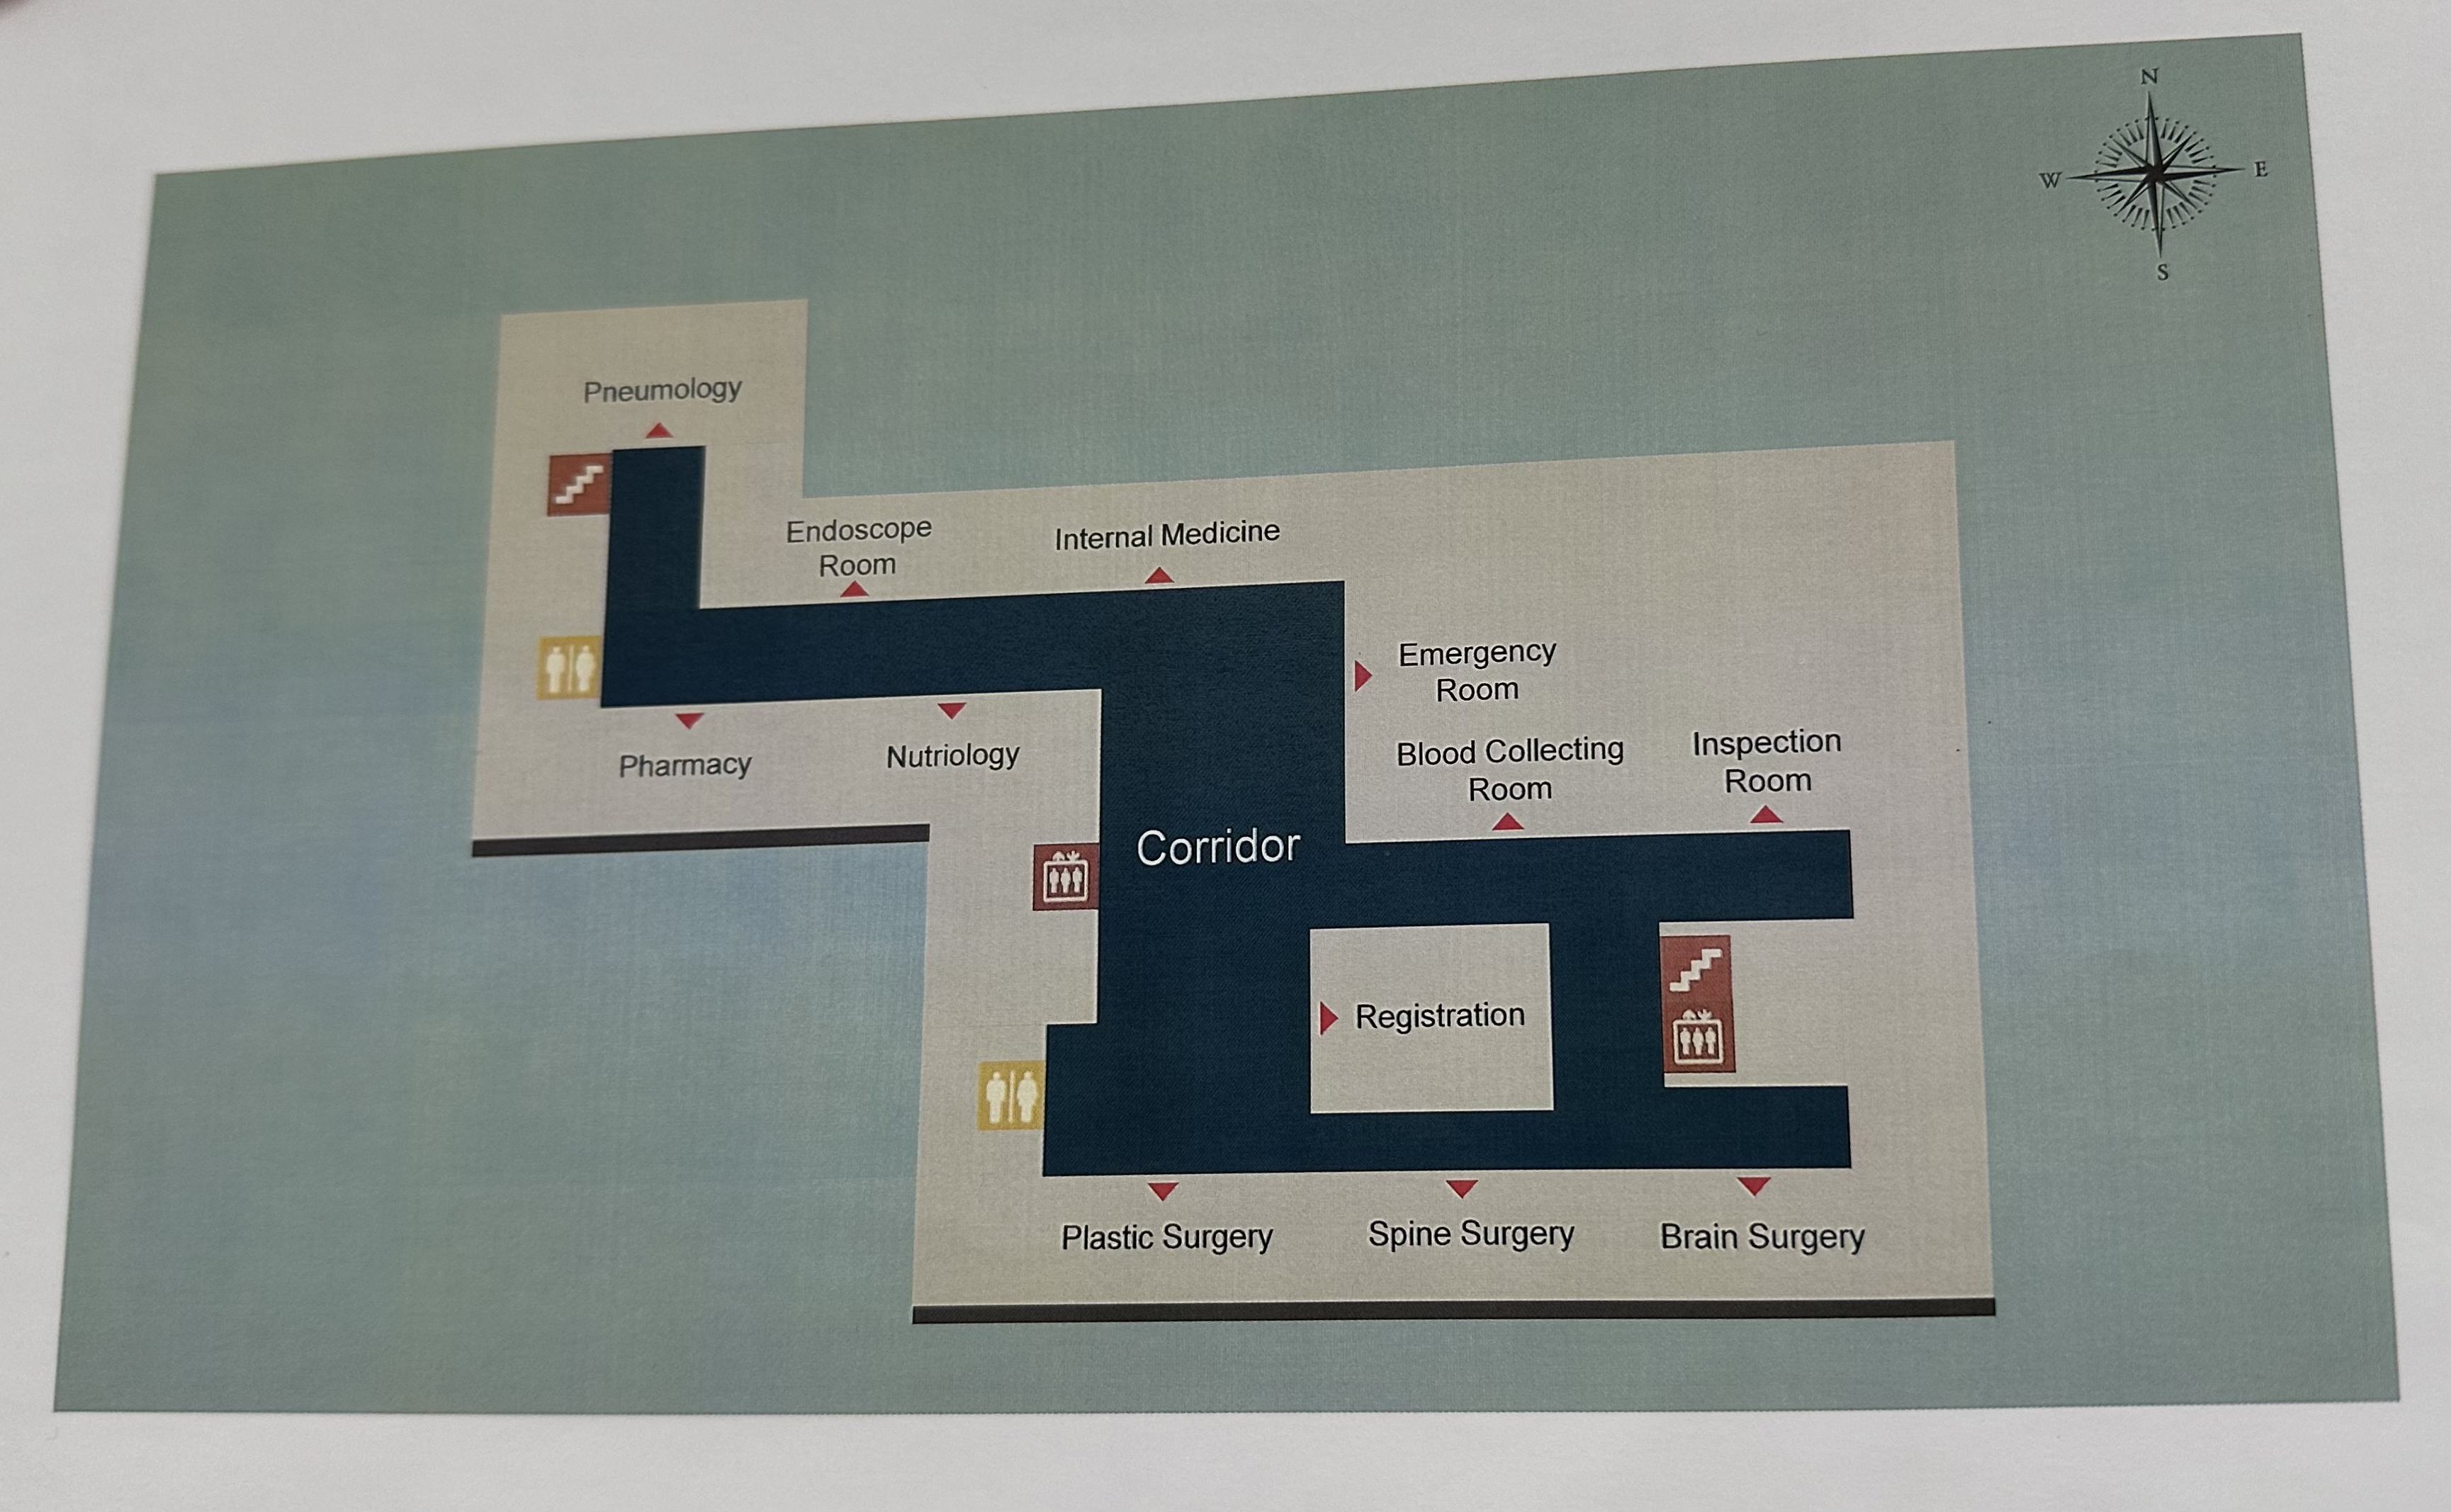 N
W
E
S
Pneumology
Endoscope
Room
Internal Medicine
Emergency
Room
Pharmacy
Nutriology
Blood Collecting
Room
Inspection
Room
Corridor
Registration
Plastic Surgery
Spine Surgery
Brain Surgery